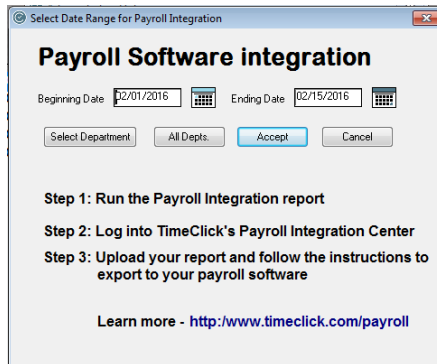 Select Date Range for Payroll Integration
Payroll Software integration
Beginning Date 02/01/2016 Ending Date 02/15/2016
Select Department All Depts. Accept Cancel
Step 1: Run the Payroll Integration report
Step 2: Log into TimeClick's Payroll Integration Center
Step 3: Upload your report and follow the instructions to
export to your payroll software
Learn more - http:/www.timeclick.com/payroll